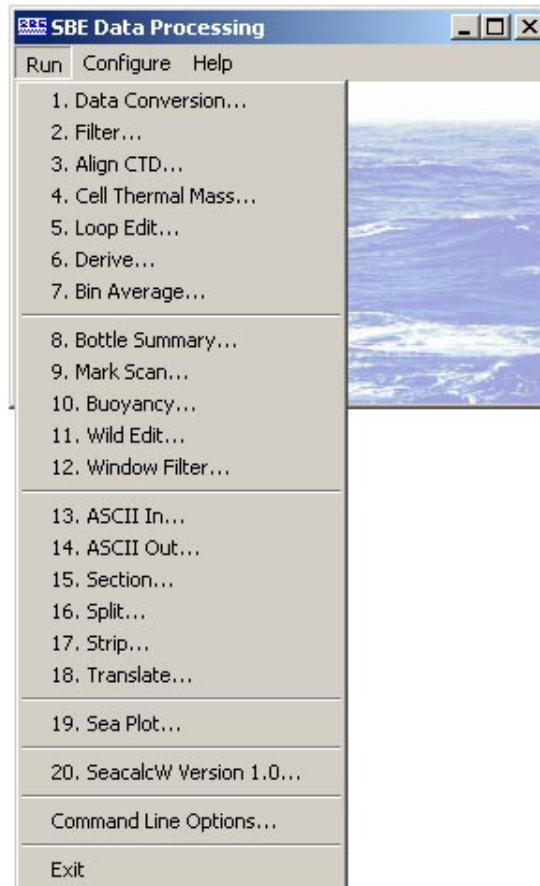 SBE SBE Data Processing
Run Configure Help
1. Data Conversion...
2. Filter...
3. Align CTD...
4. Cell Thermal Mass...
5. Loop Edit...
6. Derive...
7. Bin Average...
8. Bottle Summary...
9. Mark Scan...
10. Buoyancy...
11. Wild Edit...
12. Window Filter...
13. ASCII In...
14. ASCII Out...
15. Section...
16. Split...
17. Strip...
18. Translate...
19. Sea Plot...
20. SeacalcW Version 1.0...
Command Line Options...
Exit